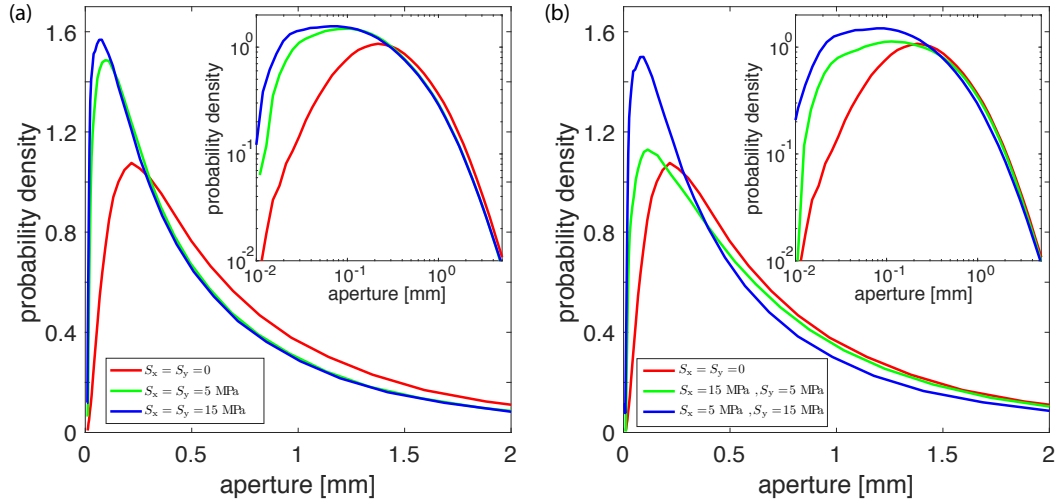 (a)
probability density
1.6
1.2
0.8
0.4
0
0 0.5 1 1.5 2
aperture [mm]
S_x = S_y = 0
S_x = S_y = 5 MPa
S_x = S_y = 15 MPa
probability density
10^0
10^-1
10^-2
10^-2 10^-1 10^0
aperture [mm]
(b)
probability density
1.6
1.2
0.8
0.4
0
0 0.5 1 1.5 2
aperture [mm]
S_x = S_y = 0
S_x = 15 MPa , S_y = 5 MPa
S_x = 5 MPa , S_y = 15 MPa
probability density
10^0
10^-1
10^-2
10^-2 10^-1 10^0
aperture [mm]